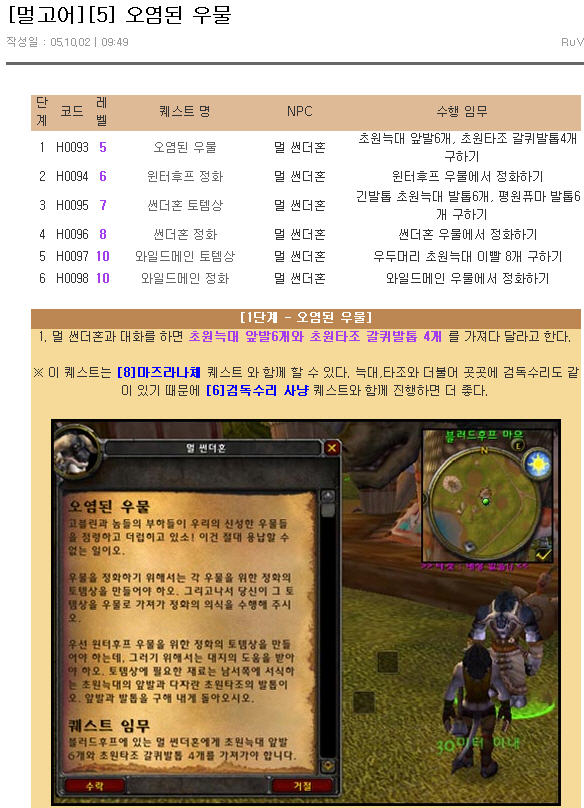 [멀고어][5] 오염된 우물
작성일 : 05,10,02 | 09:49
RuV
단계 코드 레벨 퀘스트 명 NPC 수행 임무
1 H0093 5 오염된 우물 멀 썬더혼 초원늑대 앞발6개, 초원타조 갈퀴발톱4개 구하기
2 H0094 6 윈터후프 정화 멀 썬더혼 윈터후프 우물에서 정화하기
3 H0095 7 썬더혼 토템상 멀 썬더혼 긴발톱 초원늑대 발톱6개, 평원퓨마 발톱6개 구하기
4 H0096 8 썬더혼 정화 멀 썬더혼 썬더혼 우물에서 정화하기
5 H0097 10 와일드메인 토템상 멀 썬더혼 우두머리 초원늑대 이빨 8개 구하기
6 H0098 10 와일드메인 정화 멀 썬더혼 와일드메인 우물에서 정화하기
[1단계 - 오염된 우물]
1. 멀 썬더혼과 대화를 하면 초원늑대 앞발6개와 초원타조 갈퀴발톱 4개 를 가져다 달라고 한다.
※ 이 퀘스트는 [8]마즈라나체 퀘스트 와 함께 할 수 있다. 늑대,타조와 더불어 곳곳에 검독수리도 같
이 있기 때문에 [6]검독수리 사냥 퀘스트와 함께 진행하면 더 좋다.
멀 썬더혼
블러드후프 마을
N
오염된 우물
고블린과 놈들의 부하들이 우리의 신성한 우물들
을 점령하고 더럽히고 있소! 이건 절대 용납할 수
없는 일이오.
우물을 정화하기 위해서는 각 우물을 위한 정화의
토템상을 만들어야 하오. 그리고나서 당신이 그 토
템상을 우물로 가져가 정화의 의식을 수행해 주시
오.
우선 윈터후프 우물을 위한 정화의 토템상을 만들
어야 하는데, 그러기 위해서는 대지의 도움을 받아
야 하오. 토템상에 필요한 재료는 남서쪽에 서식하
는 초원늑대의 앞발과 다자란 초원타조의 발톱이
오. 앞발과 발톱을 구해 내게 돌아오시오.
퀘스트 임무
블러드후프에 있는 멀 썬더혼에게 초원늑대 앞발
6개와 초원타조 갈퀴발톱 4개를 가져가야 합니다.
수락
거절
30미터 이내